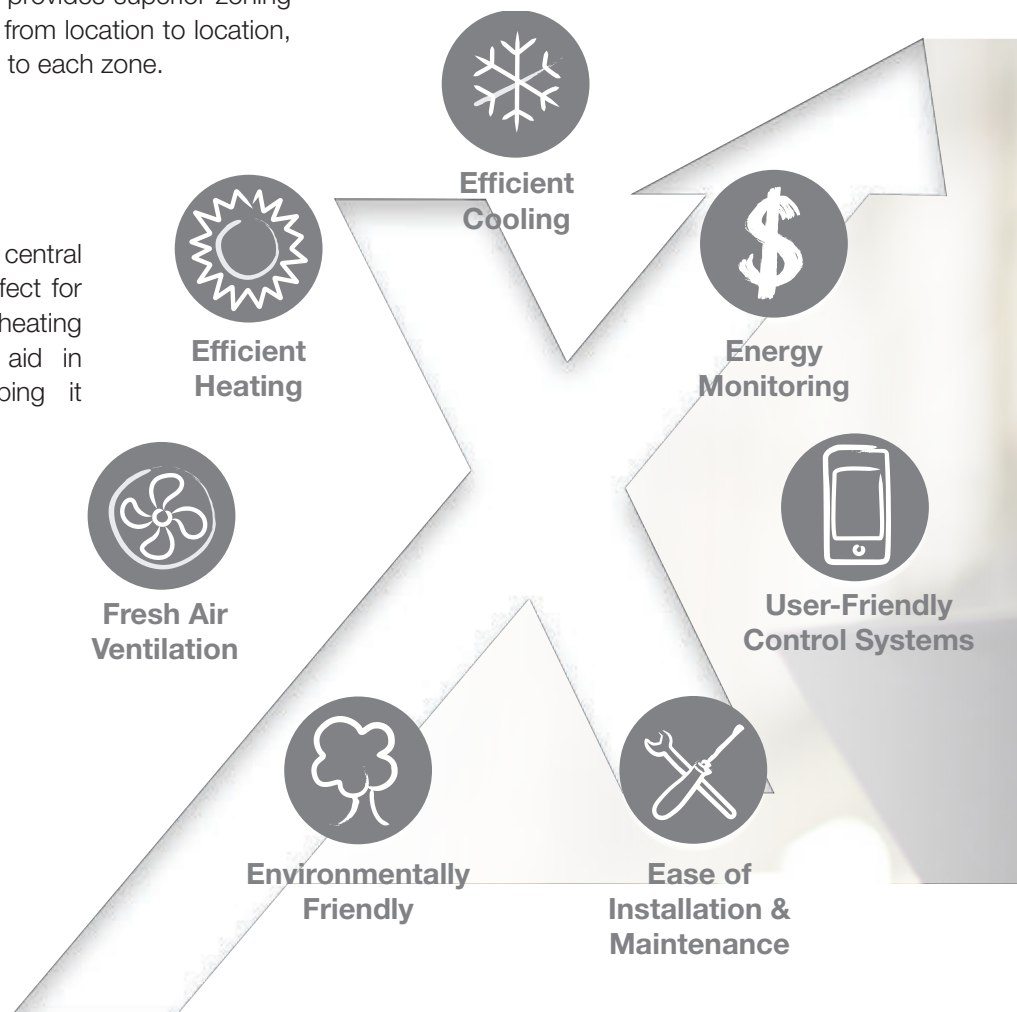 provides superior zoning
from location to location,
to each zone.
central
fect for
heating
aid in
ping it
Efficient
Cooling
Efficient
Heating
$
Energy
Monitoring
Fresh Air
Ventilation
User-Friendly
Control Systems
Environmentally
Friendly
Ease of
Installation &
Maintenance